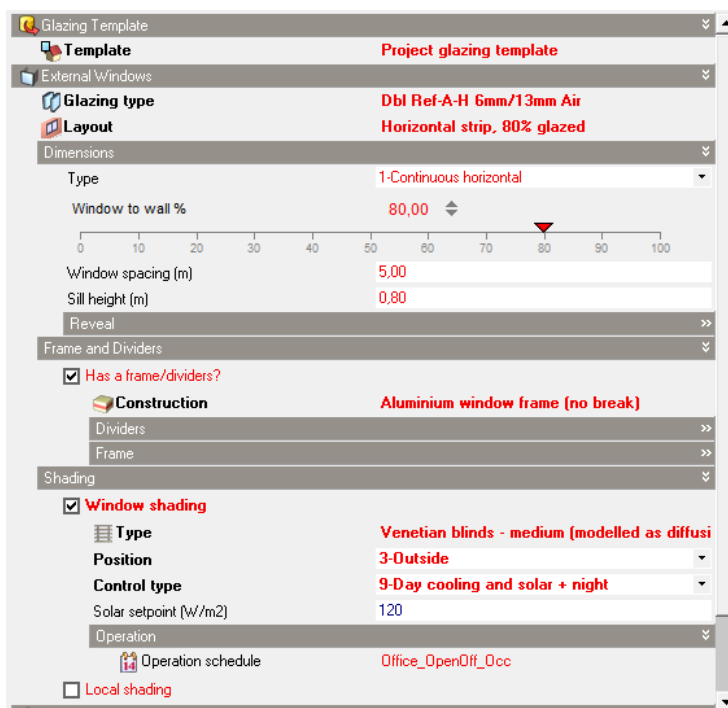 Glazing Template
Template Project glazing template
External Windows
Glazing type Dbl Ref-A-H 6mm/13mm Air
Layout Horizontal strip, 80% glazed
Dimensions
Type 1-Continuous horizontal
Window to wall % 80,00
0 10 20 30 40 50 60 70 80 90 100
Window spacing (m) 5,00
Sill height (m) 0,80
Reveal
Frame and Dividers
Has a frame/dividers?
Construction Aluminium window frame (no break)
Dividers
Frame
Shading
Window shading
Type Venetian blinds - medium (modelled as diffusi
Position 3-Outside
Control type 9-Day cooling and solar + night
Solar setpoint (W/m2) 120
Operation
14 Operation schedule Office_OpenOff_Occ
Local shading